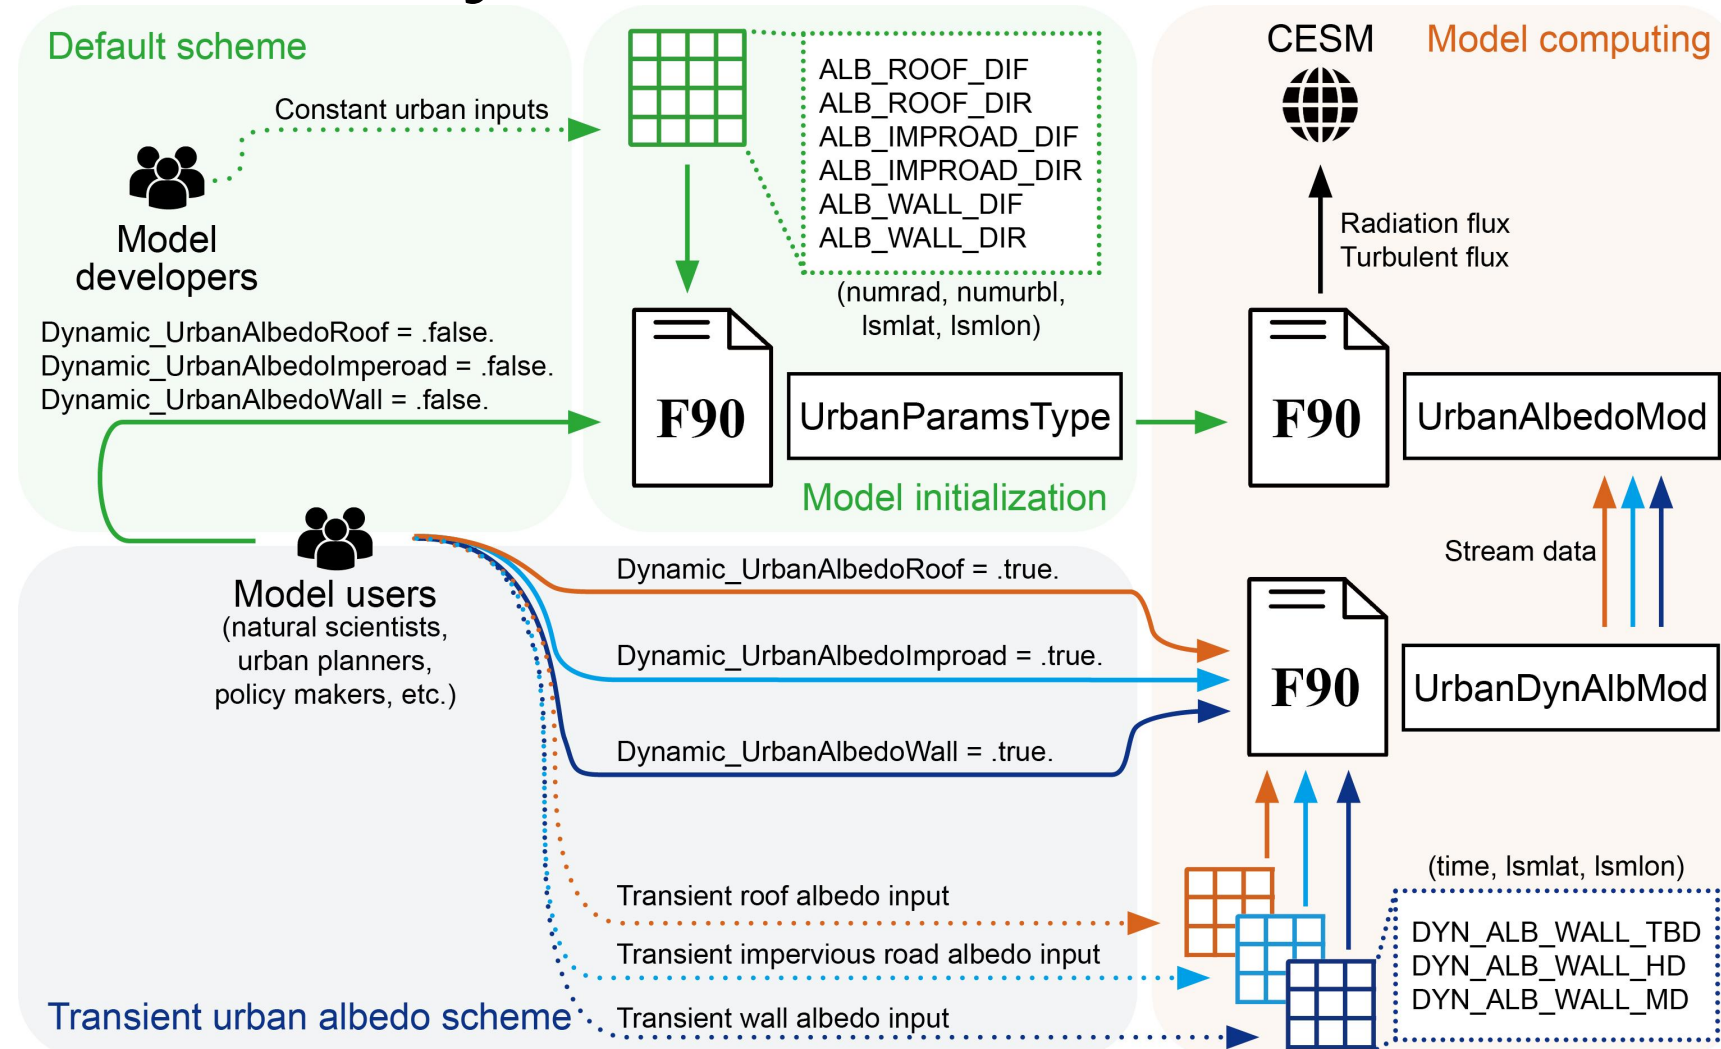 Default scheme
Constant urban inputs
Model
developers
Dynamic_UrbanAlbedoRoof = .false.
Dynamic_UrbanAlbedoImperoad = .false.
Dynamic_UrbanAlbedoWall = .false.
ALB_ROOF_DIF
ALB_ROOF_DIR
ALB_IMPROAD_DIF
ALB_IMPROAD_DIR
ALB_WALL_DIF
ALB_WALL_DIR
(numrad, numurbl,
lsmlat, lsmlon)
F90
UrbanParamsType
Model initialization
CESM
Model computing
Radiation flux
Turbulent flux
F90
UrbanAlbedoMod
Stream data
Model users
(natural scientists,
urban planners,
policy makers, etc.)
Dynamic_UrbanAlbedoRoof = .true.
Dynamic_UrbanAlbedoImproad = .true.
Dynamic_UrbanAlbedoWall = .true.
F90
UrbanDynAlbMod
Transient roof albedo input
Transient impervious road albedo input
Transient wall albedo input
Transient urban albedo scheme
(time, lsmlat, lsmlon)
DYN_ALB_WALL_TBD
DYN_ALB_WALL_HD
DYN_ALB_WALL_MD